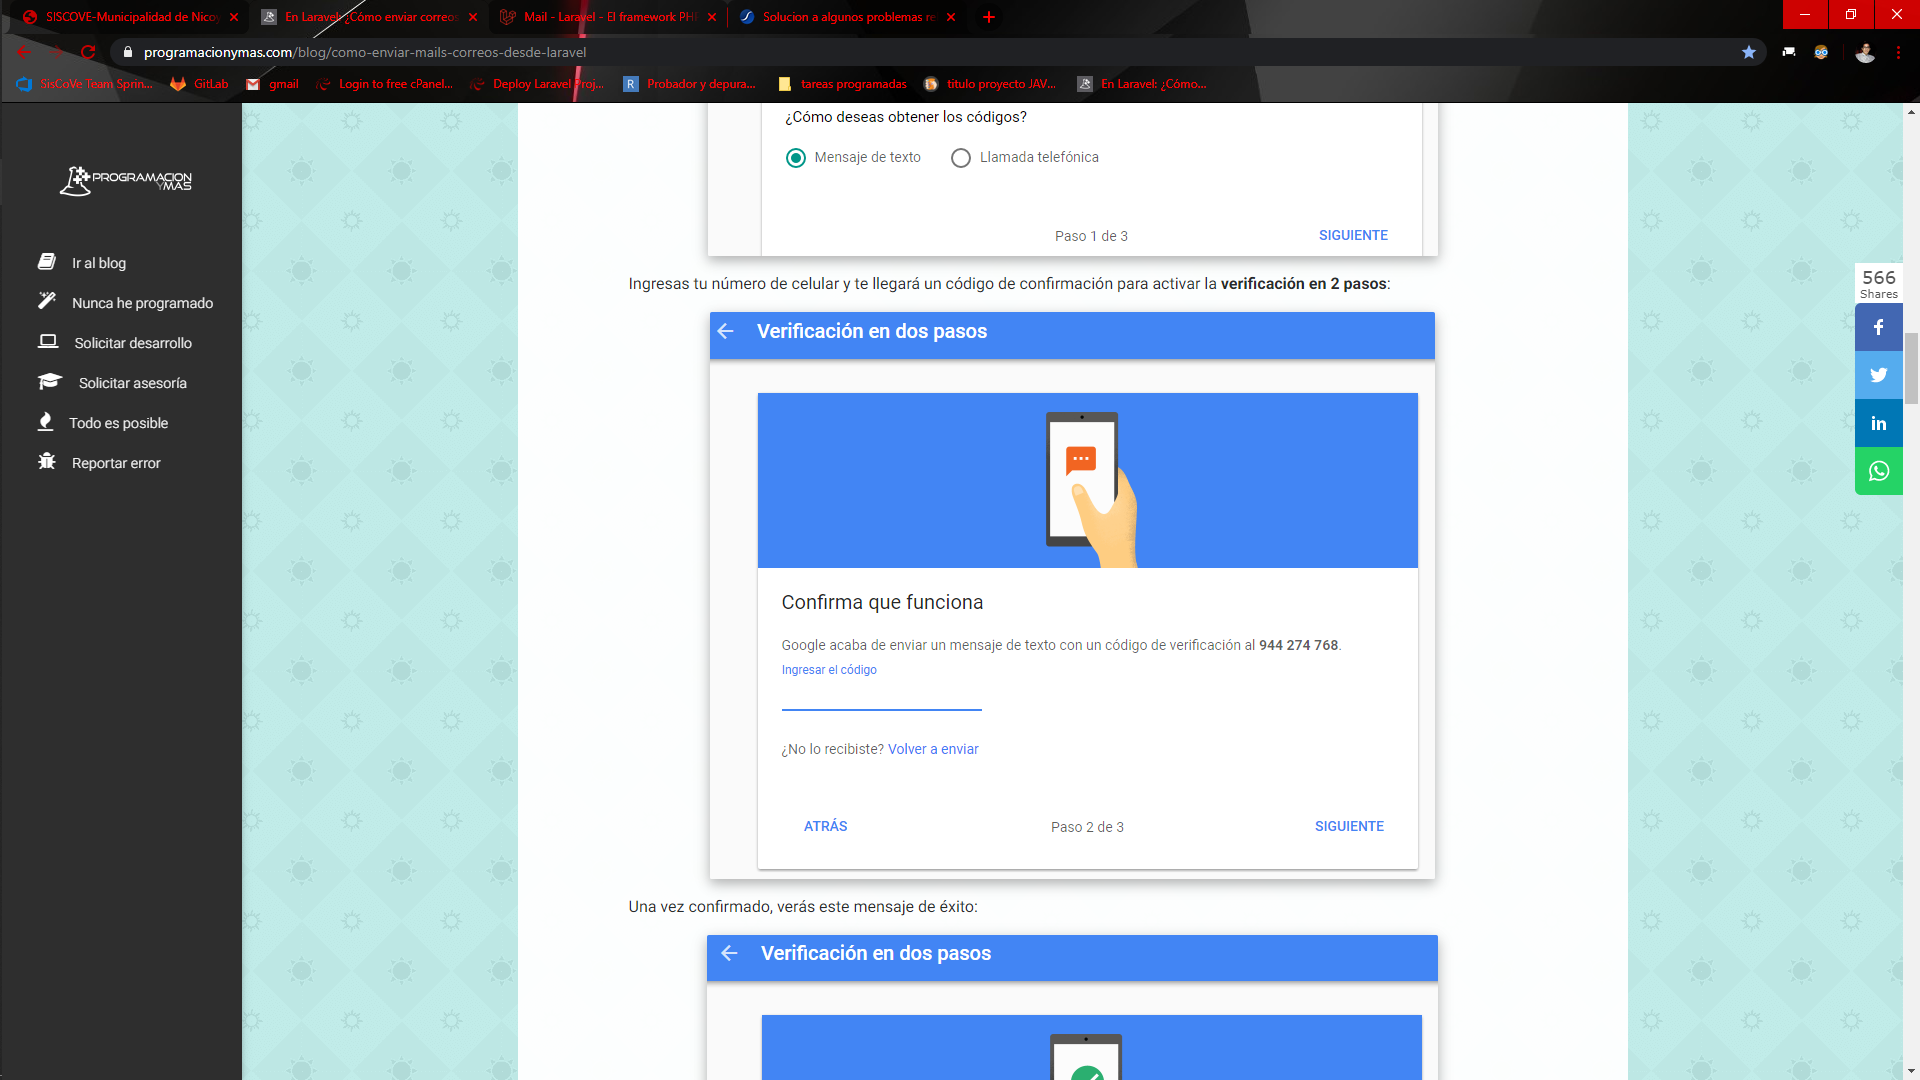 SISCOVE-Municipalidad de Nicoy
En Laravel: ¿Cómo enviar correos
Mail - Laravel - El framework PH
Solucion a algunos problemas re
programacionymas.com/blog/como-enviar-mails-correos-desde-laravel
SisCoVe Team Sprin...
GitLab
gmail
Login to free cPanel...
Deploy Laravel Proj...
Probador y depura...
tareas programadas
titulo proyecto JAV...
En Laravel: ¿Cómo...
PROGRAMACION
YMAS
Ir al blog
Nunca he programado
Solicitar desarrollo
Solicitar asesoría
Todo es posible
Reportar error
¿Cómo deseas obtener los códigos?
Mensaje de texto
Llamada telefónica
Paso 1 de 3
SIGUIENTE
Ingresas tu número de celular y te llegará un código de confirmación para activar la verificación en 2 pasos:
Verificación en dos pasos
Confirma que funciona
Google acaba de enviar un mensaje de texto con un código de verificación al 944 274 768.
Ingresar el código
¿No lo recibiste? Volver a enviar
ATRÁS
Paso 2 de 3
SIGUIENTE
Una vez confirmado, verás este mensaje de éxito:
Verificación en dos pasos
566
Shares